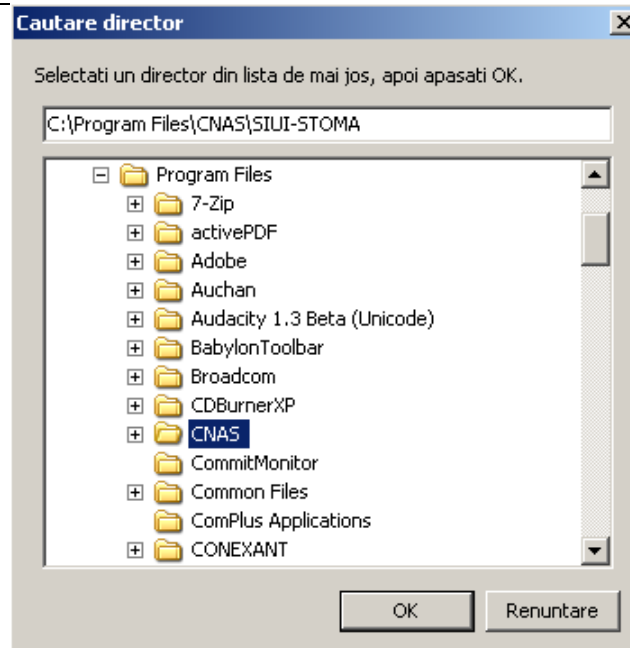 Cautare director
Selectati un director din lista de mai jos, apoi apasati OK.
C:\Program Files\CNAS\SIUI-STOMA
Program Files
7-Zip
activePDF
Adobe
Auchan
Audacity 1.3 Beta (Unicode)
BabylonToolbar
Broadcom
CDBurnerXP
CNAS
CommitMonitor
Common Files
ComPlus Applications
CONEXANT
OK Renuntare